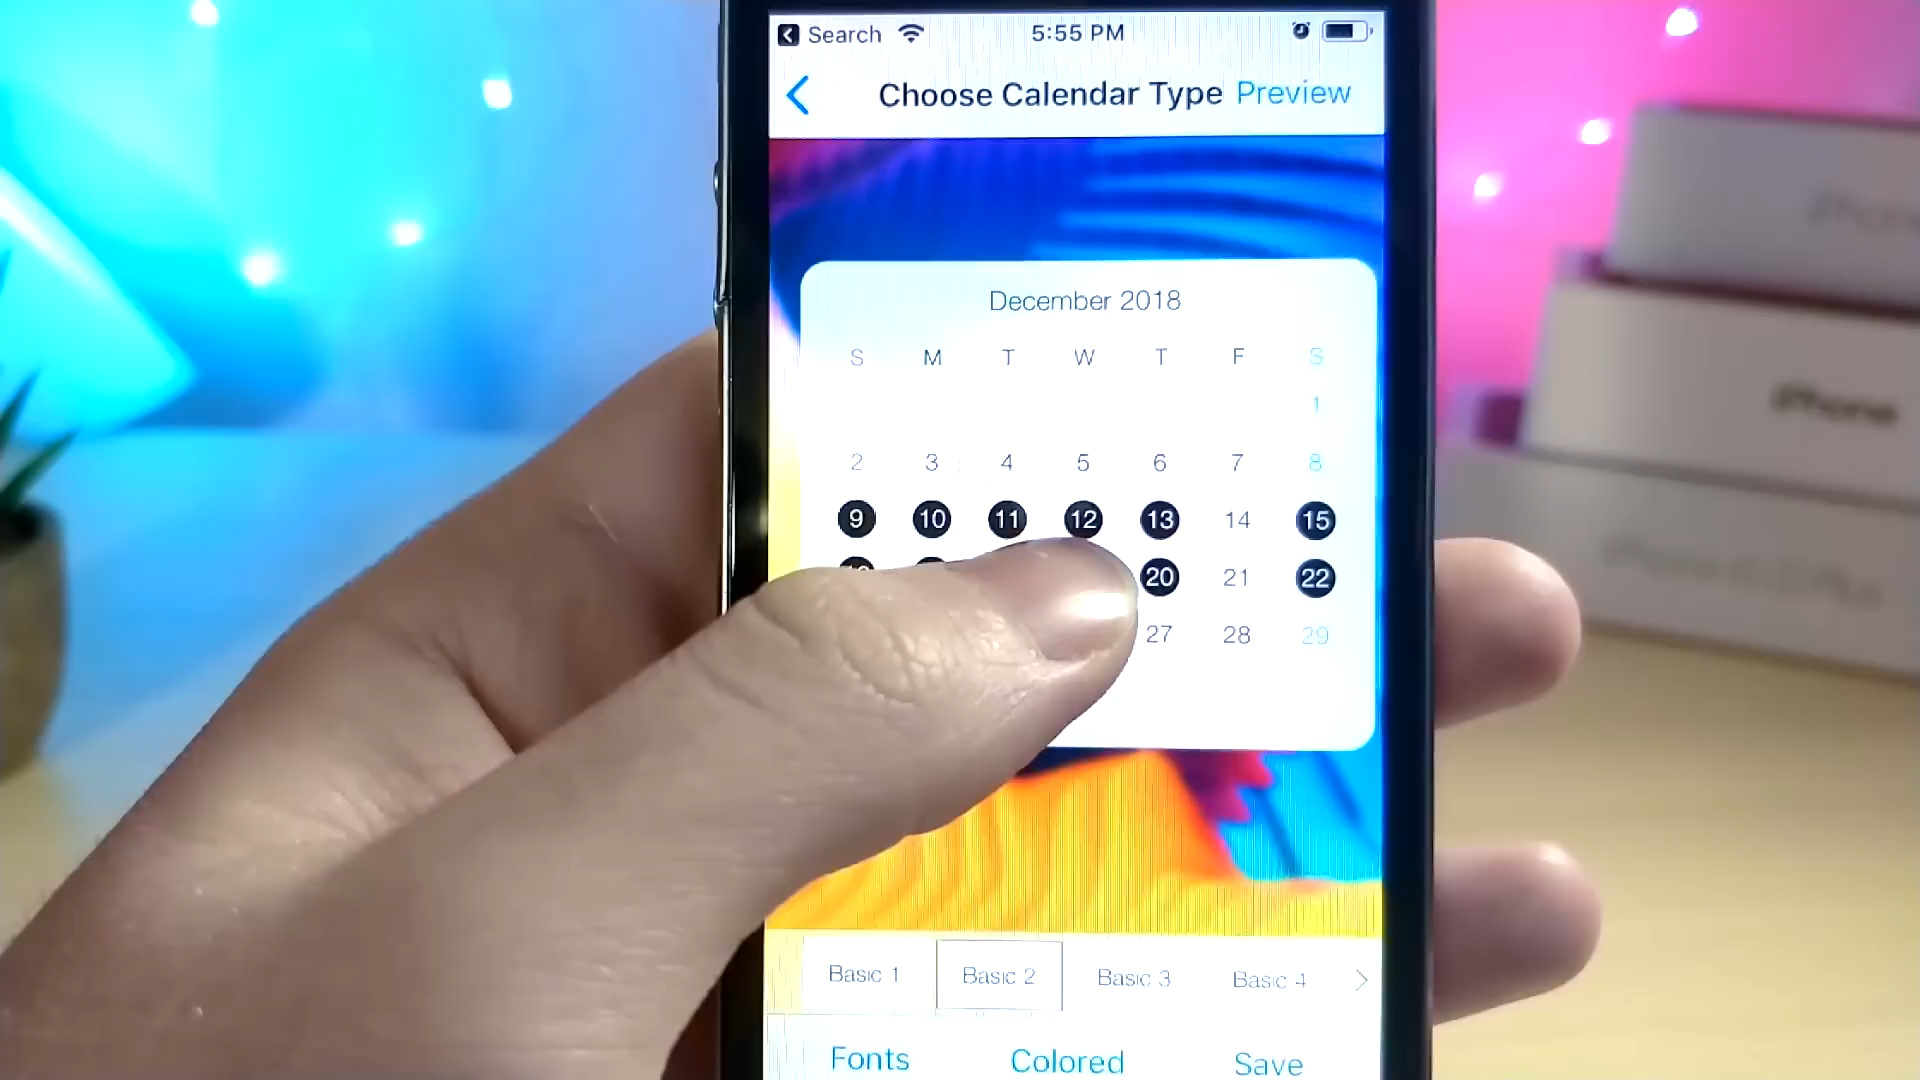 Search 5:55 PM
Choose Calendar Type Preview
December 2018
S M T W T F S
1
2 3 4 5 6 7 8
9 10 11 12 13 14 15
20 21 22
27 28 29
Basic 1 Basic 2 Basic 3 Basic 4
Fonts Colored Save
iPhone
iPhone